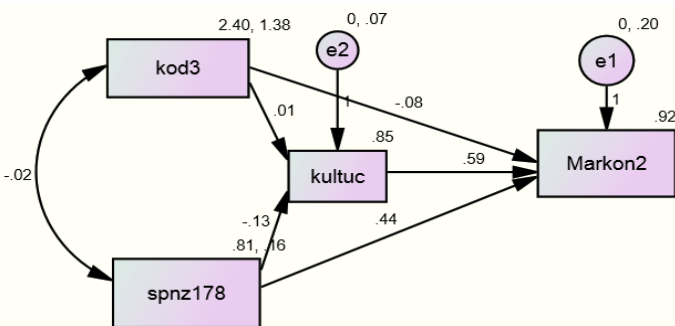 2.40, 1.38
0, .07
0, .20
kod3
e2
e1
-.08
1
1
.01
.85
.92
-.02
kultuc
.59
Markon2
-.13
.44
.81, .16
spnz178